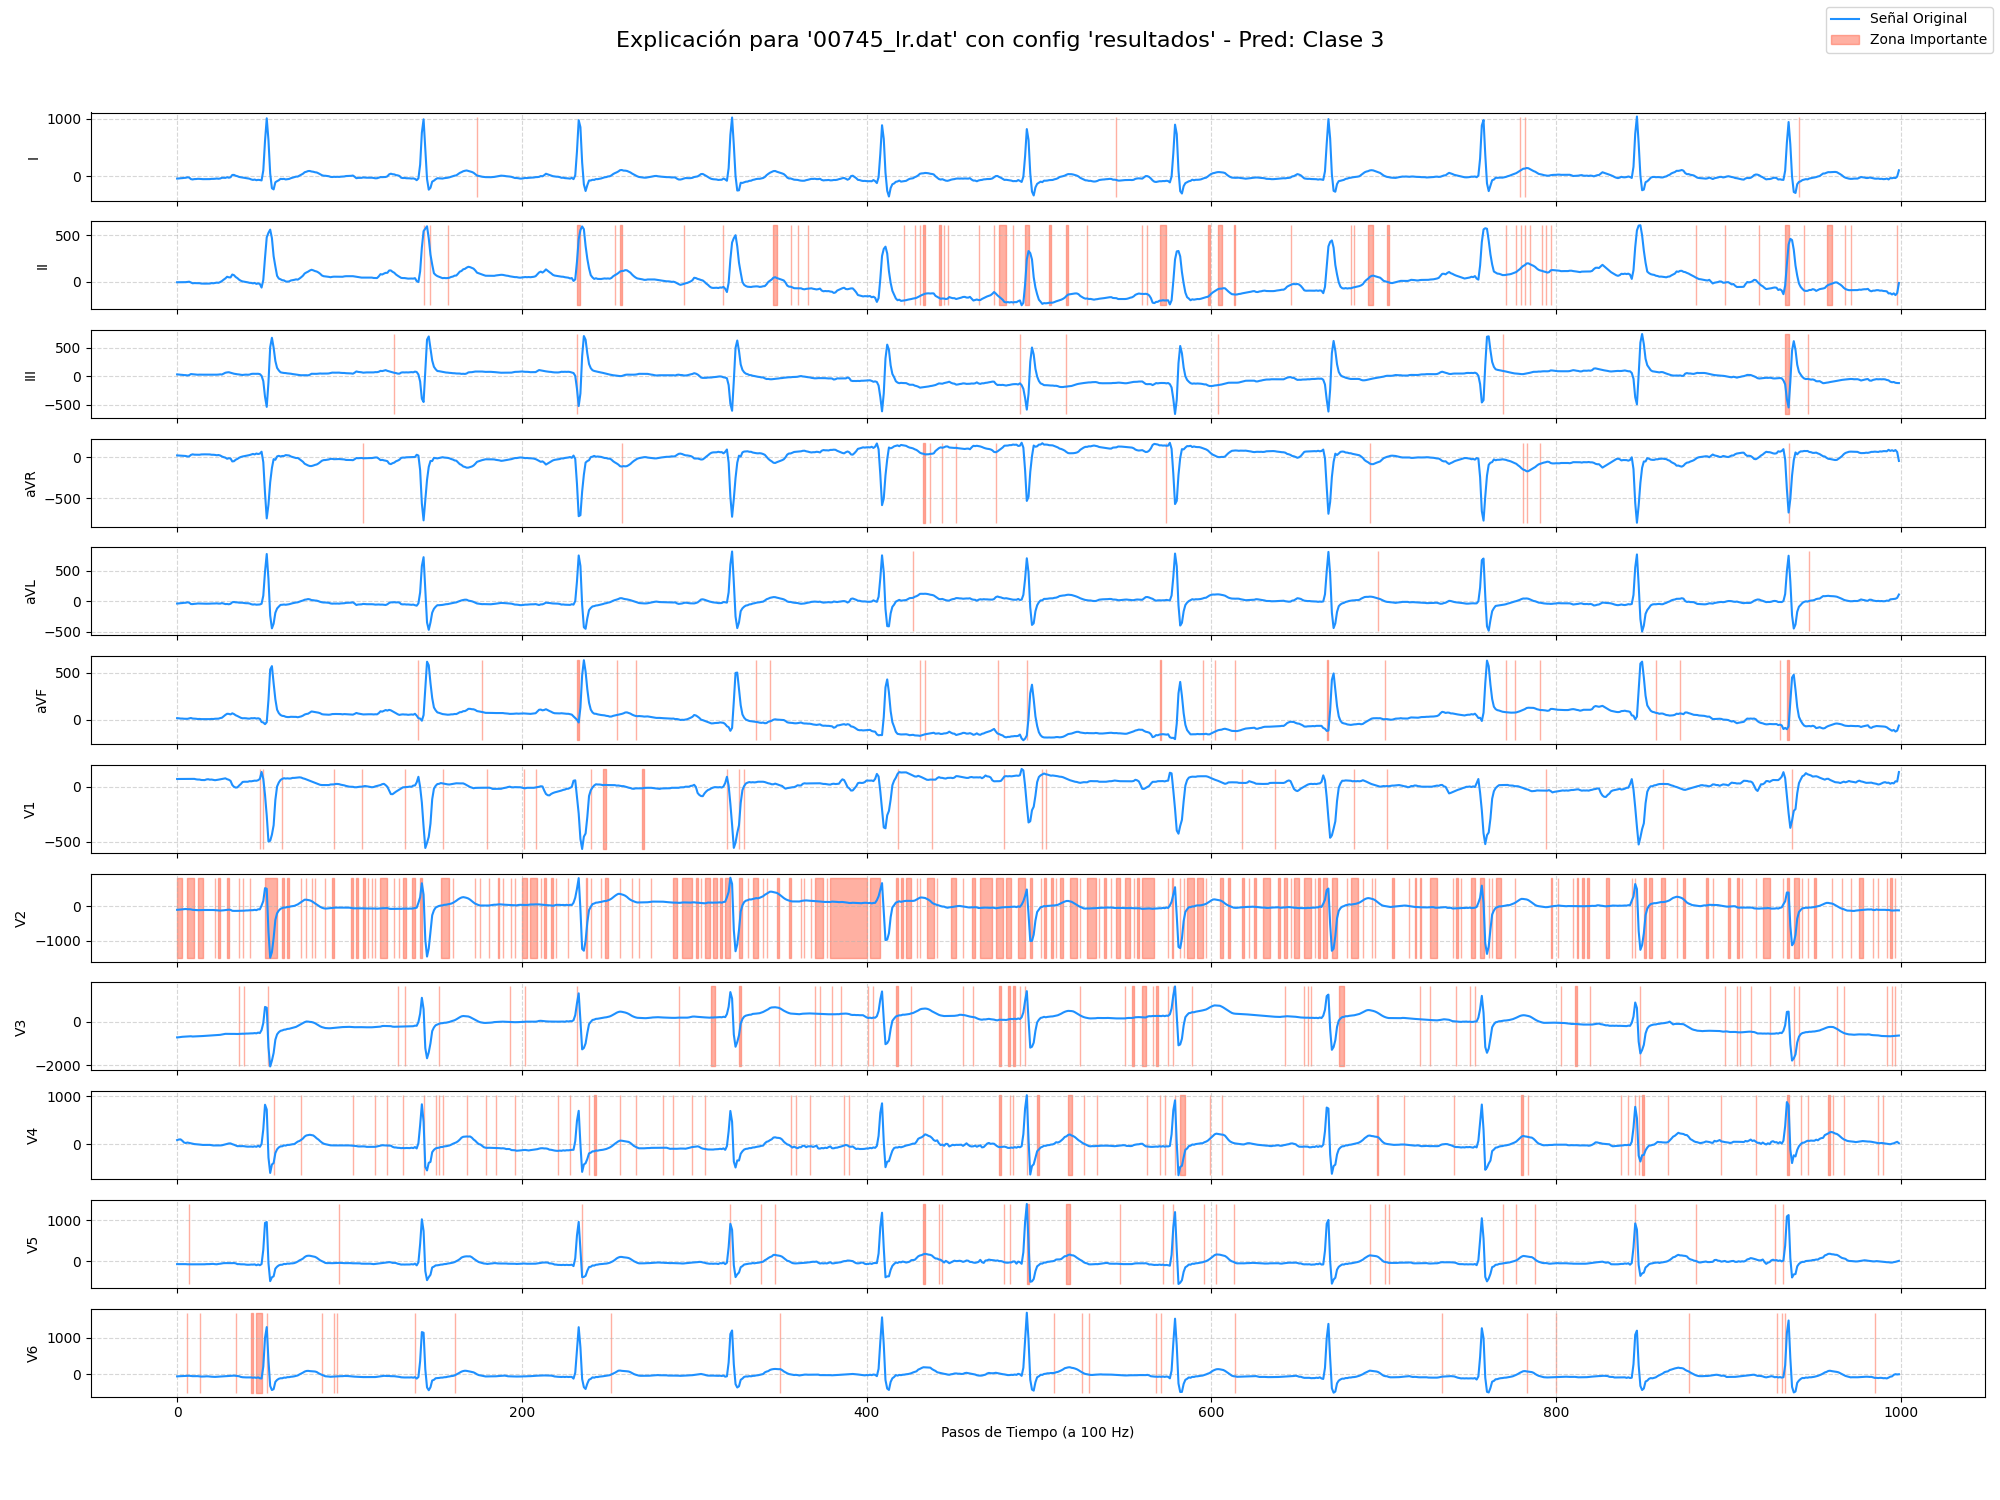 Señal Original
Zona Importante
Explicación para '00745_lr.dat' con config 'resultados' - Pred: Clase 3
1000
0
I
500
0
II
500
0
−500
III
0
−500
aVR
500
0
−500
aVL
500
0
aVF
0
−500
V1
0
−1000
V2
0
−2000
V3
1000
0
V4
1000
0
V5
1000
0
V6
0 200 400 600 800 1000
Pasos de Tiempo (a 100 Hz)